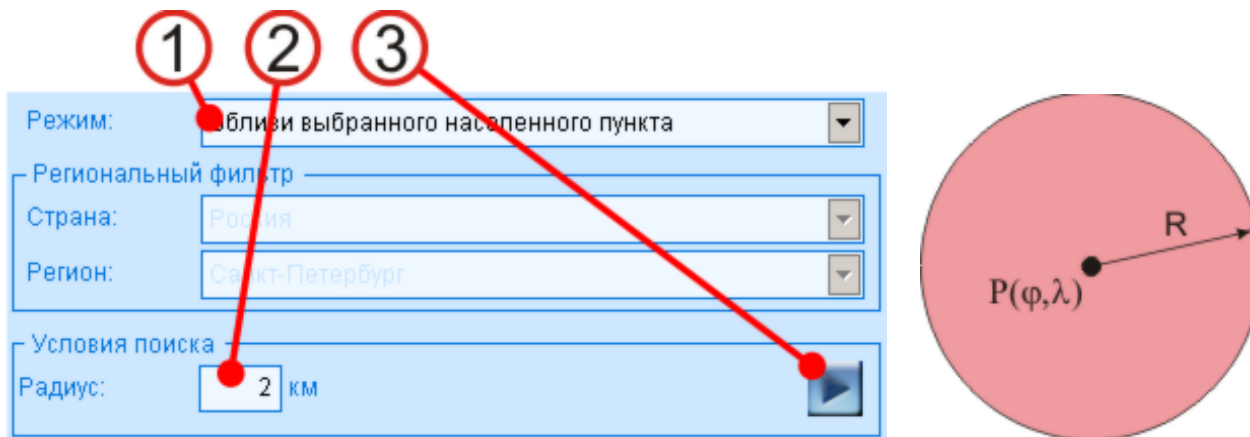 1 2 3
Режим: вблизи выбранного населенного пункта
Региональный фильтр
Страна: Россия
Регион: Санкт-Петербург
Условия поиска
Радиус: 2 км
R
P(φ,λ)